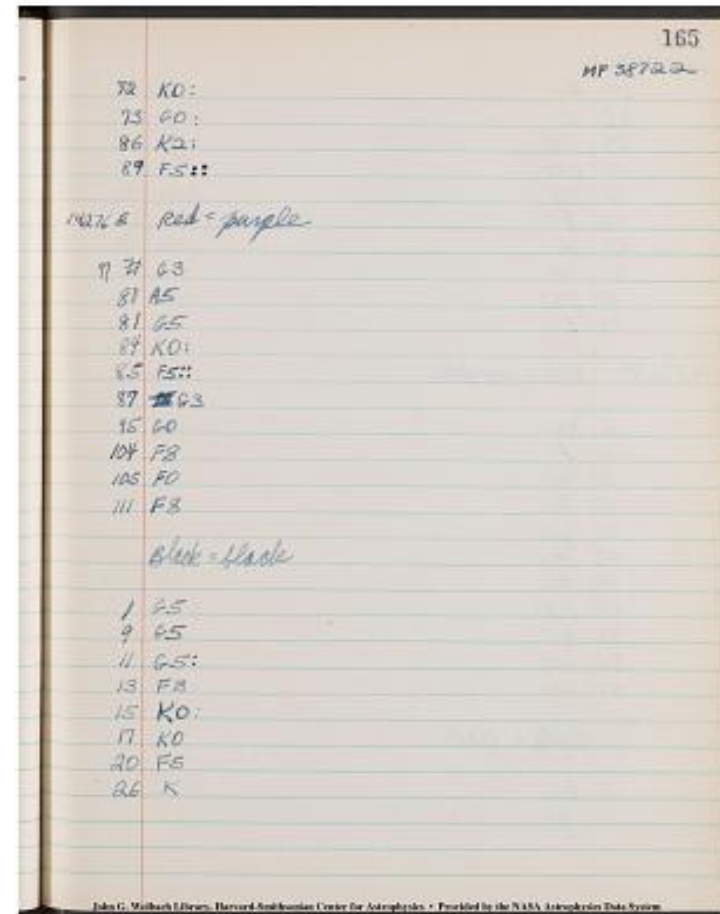 165
MF 38722
72 K0:
73 G0:
86 K2:
89 F5::
Red = purple
G3
81 A5
81 G5
84 K0:
85 F5::
87 G3
95 G0
104 F8
105 F0
111 F8
Black = black
1 G5
9 G5
11 G5:
13 F8
15 K0:
17 K0
20 F5
26 K
John G. Wolbach Library, Harvard-Smithsonian Center for Astrophysics • Provided by the NASA Astrophysics Data System